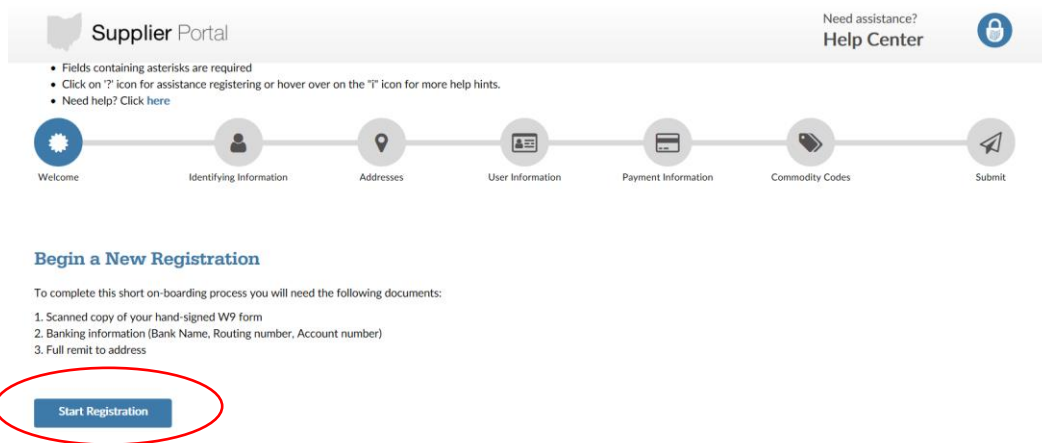 Supplier Portal
Need assistance?
Help Center
• Fields containing asterisks are required
• Click on '?' icon for assistance registering or hover over on the "i" icon for more help hints.
• Need help? Click here
Welcome
Identifying Information
Addresses
User Information
Payment Information
Commodity Codes
Submit
Begin a New Registration
To complete this short on-boarding process you will need the following documents:
1. Scanned copy of your hand-signed W9 form
2. Banking information (Bank Name, Routing number, Account number)
3. Full remit to address
Start Registration